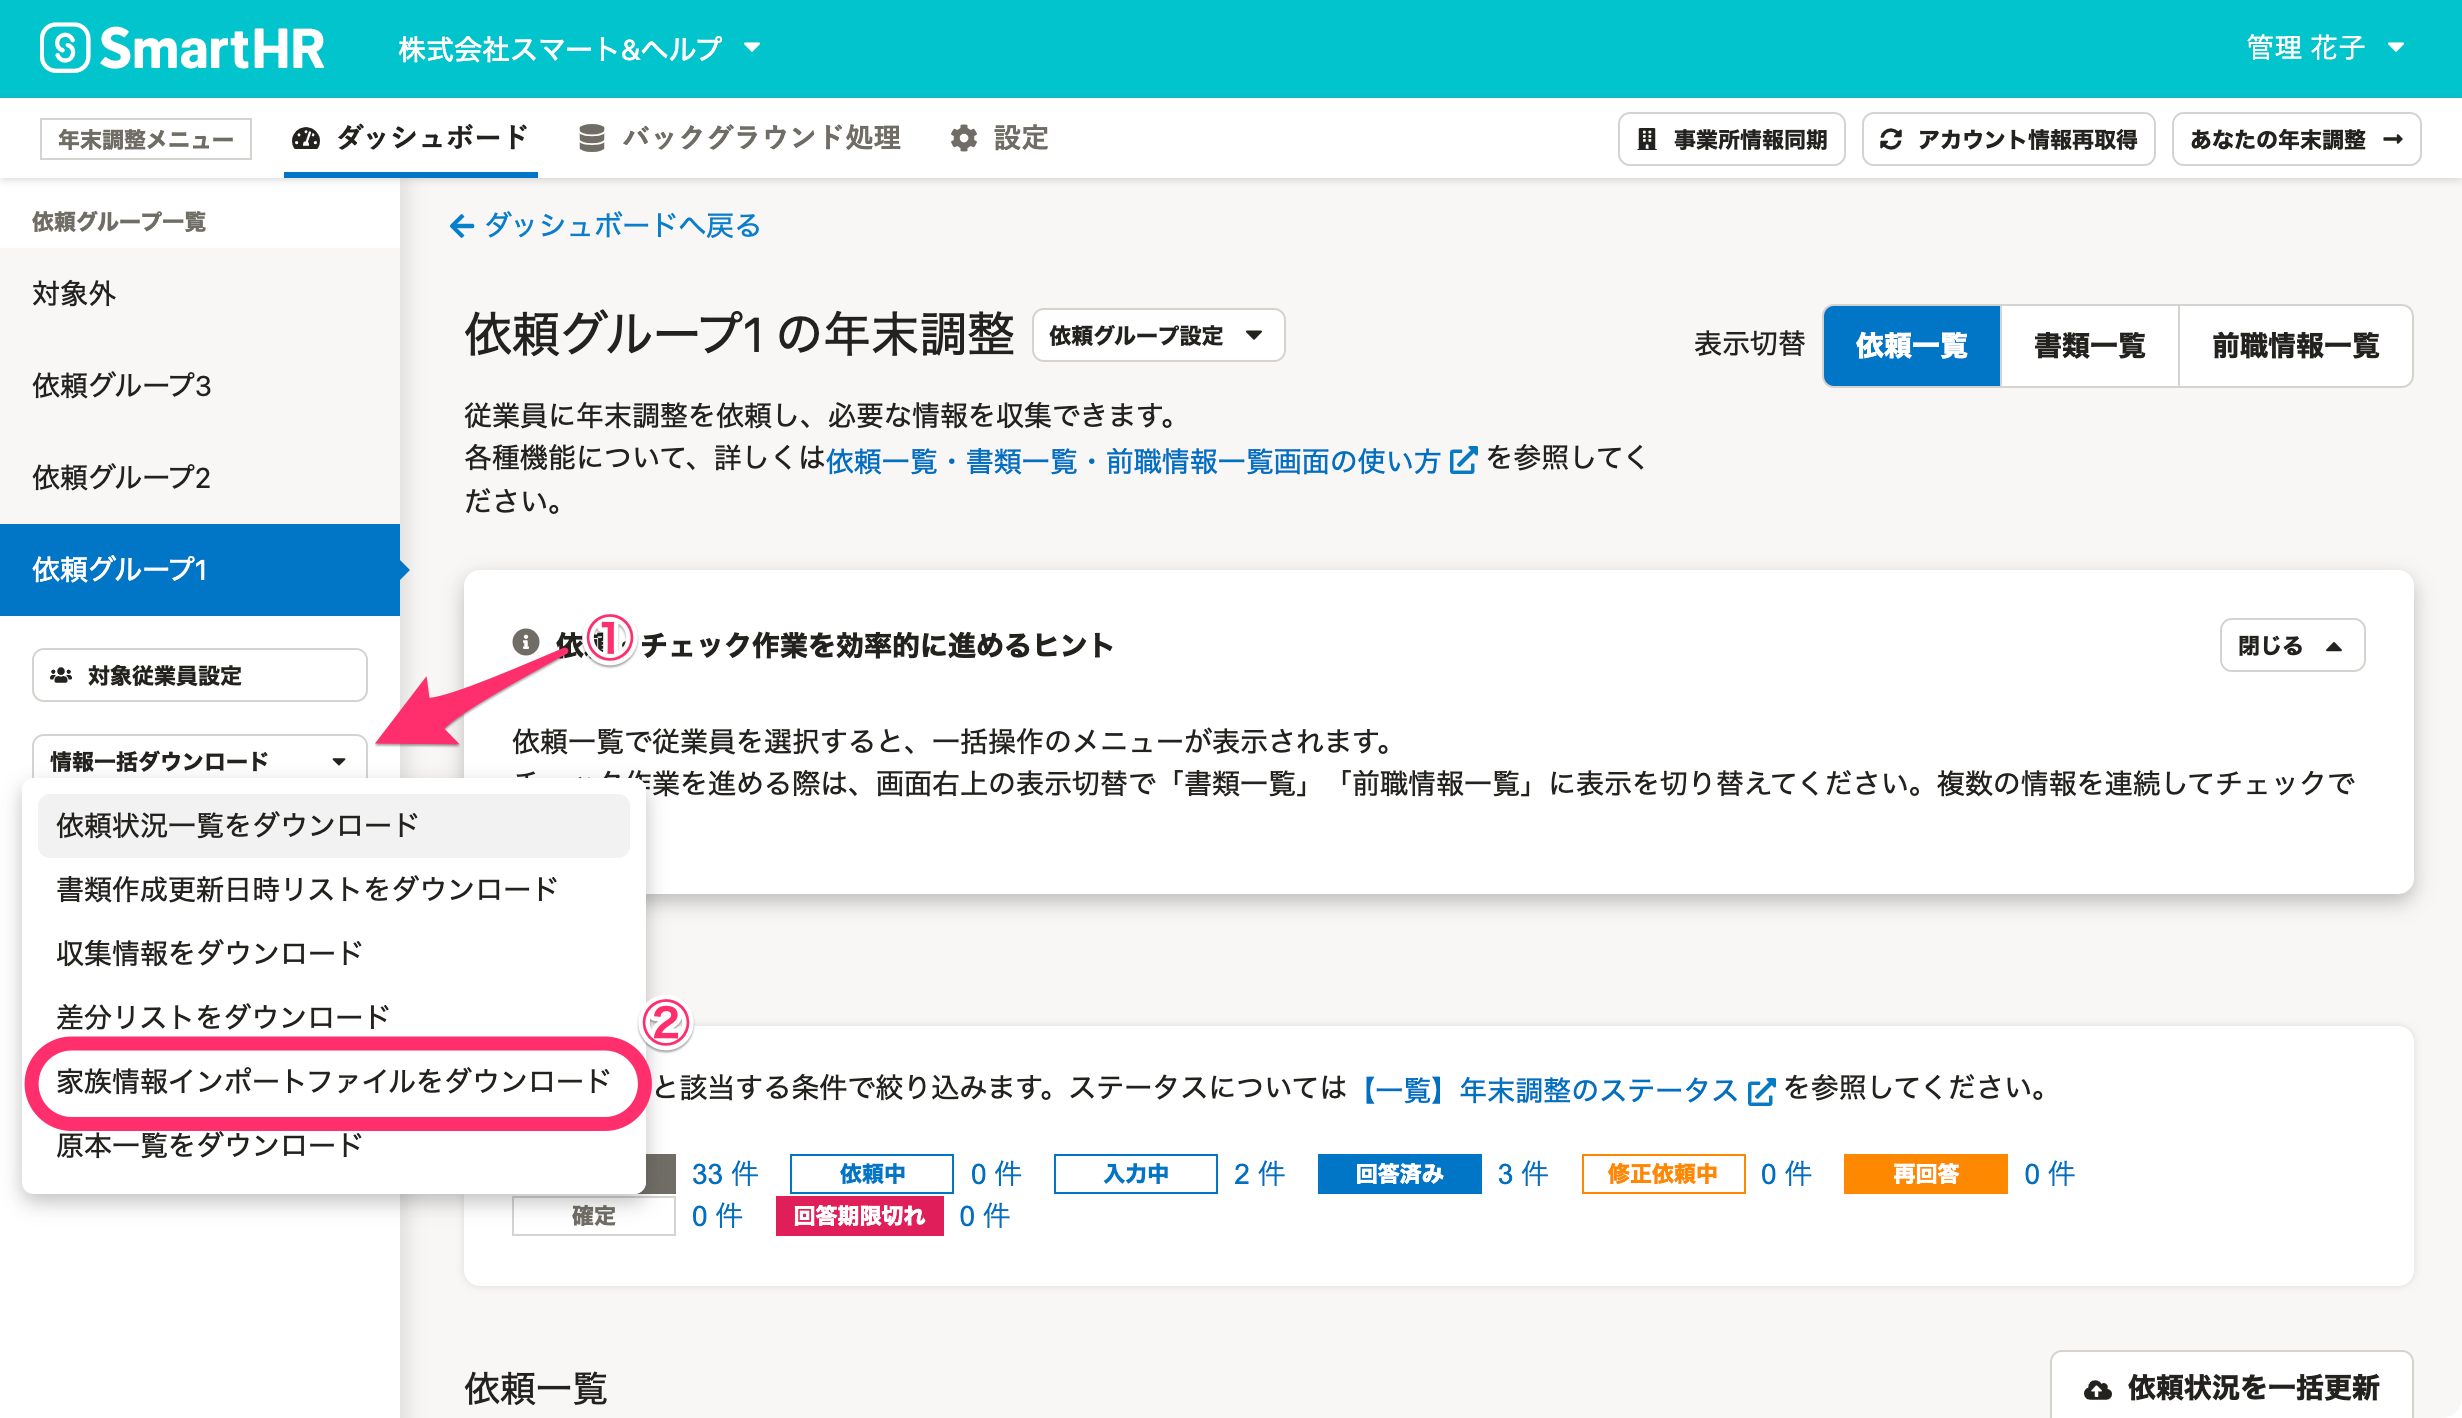 SmartHR
株式会社スマート&ヘルプ
管理 花子
年末調整メニュー
ダッシュボード
バックグラウンド処理
設定
事業所情報同期
アカウント情報再取得
あなたの年末調整
依頼グループ一覧
対象外
依頼グループ3
依頼グループ2
依頼グループ1
対象従業員設定
情報一括ダウンロード
依頼状況一覧をダウンロード
書類作成更新日時リストをダウンロード
収集情報をダウンロード
差分リストをダウンロード
家族情報インポートファイルをダウンロード
原本一覧をダウンロード
①
②
ダッシュボードへ戻る
依頼グループ1 の年末調整
依頼グループ設定
表示切替
依頼一覧
書類一覧
前職情報一覧
従業員に年末調整を依頼し、必要な情報を収集できます。
各種機能について、詳しくは依頼一覧・書類一覧・前職情報一覧画面の使い方 を参照してく
ださい。
チェック作業を効率的に進めるヒント
閉じる
依頼一覧で従業員を選択すると、一括操作のメニューが表示されます。
作業を進める際は、画面右上の表示切替で「書類一覧」「前職情報一覧」に表示を切り替えてください。複数の情報を連続してチェックで
と該当する条件で絞り込みます。ステータスについては【一覧】年末調整のステータス を参照してください。
33 件
依頼中
0 件
入力中
2 件
回答済み
3 件
修正依頼中
0 件
再回答
0 件
確定
0 件
回答期限切れ
0 件
依頼一覧
依頼状況を一括更新